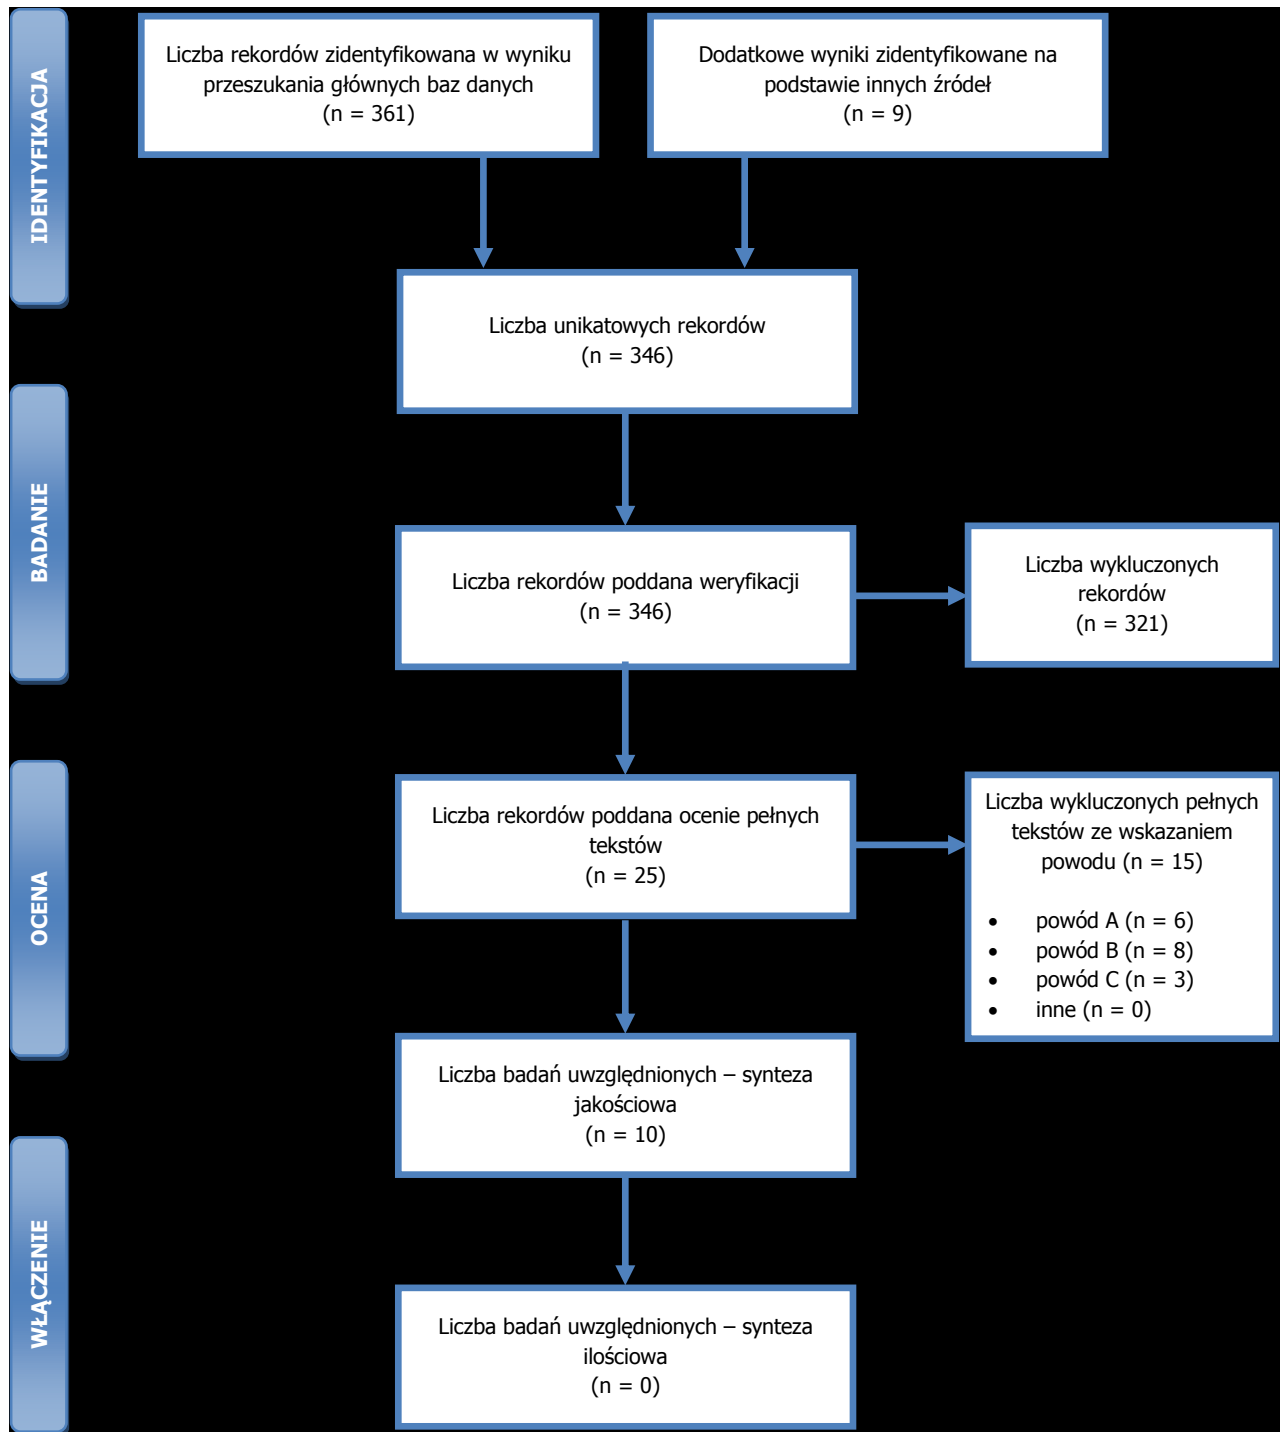 IDENTYFIKACJA
Liczba rekordów zidentyfikowana w wyniku
przeszukania głównych baz danych
(n = 361)
Dodatkowe wyniki zidentyfikowane na
podstawie innych źródeł
(n = 9)
Liczba unikatowych rekordów
(n = 346)
BADANIE
Liczba rekordów poddana weryfikacji
(n = 346)
Liczba wykluczonych
rekordów
(n = 321)
OCENA
Liczba rekordów poddana ocenie pełnych
tekstów
(n = 25)
Liczba wykluczonych pełnych
tekstów ze wskazaniem
powodu (n = 15)
• powód A (n = 6)
• powód B (n = 8)
• powód C (n = 3)
• inne (n = 0)
WŁĄCZENIE
Liczba badań uwzględnionych – synteza
jakościowa
(n = 10)
Liczba badań uwzględnionych – synteza
ilościowa
(n = 0)